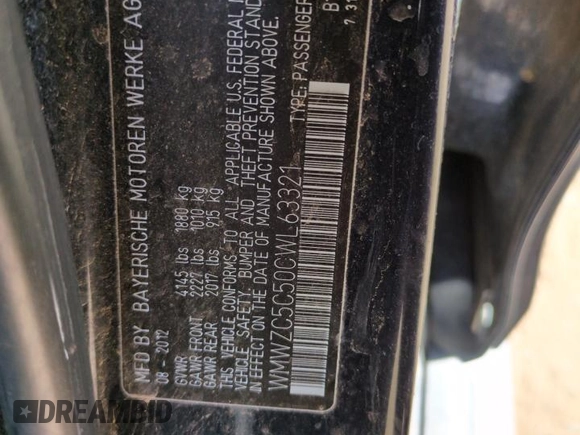 MFD BY BAYERISCHE MOTOREN WERKE AG
08-2012
GVWR 4145 lbs 1880 kg
GAWR FRONT 2227 lbs 1010 kg
GAWR REAR 2017 lbs 915 kg
THIS VEHICLE CONFORMS TO ALL APPLICABLE U.S. FEDERAL
VEHICLE SAFETY, BUMPER AND THEFT PREVENTION STAND
IN EFFECT ON THE DATE OF MANUFACTURE SHOWN ABOVE.
WMWZC5C50CWL63321 TYPE: PASSENGER
DREAMBID